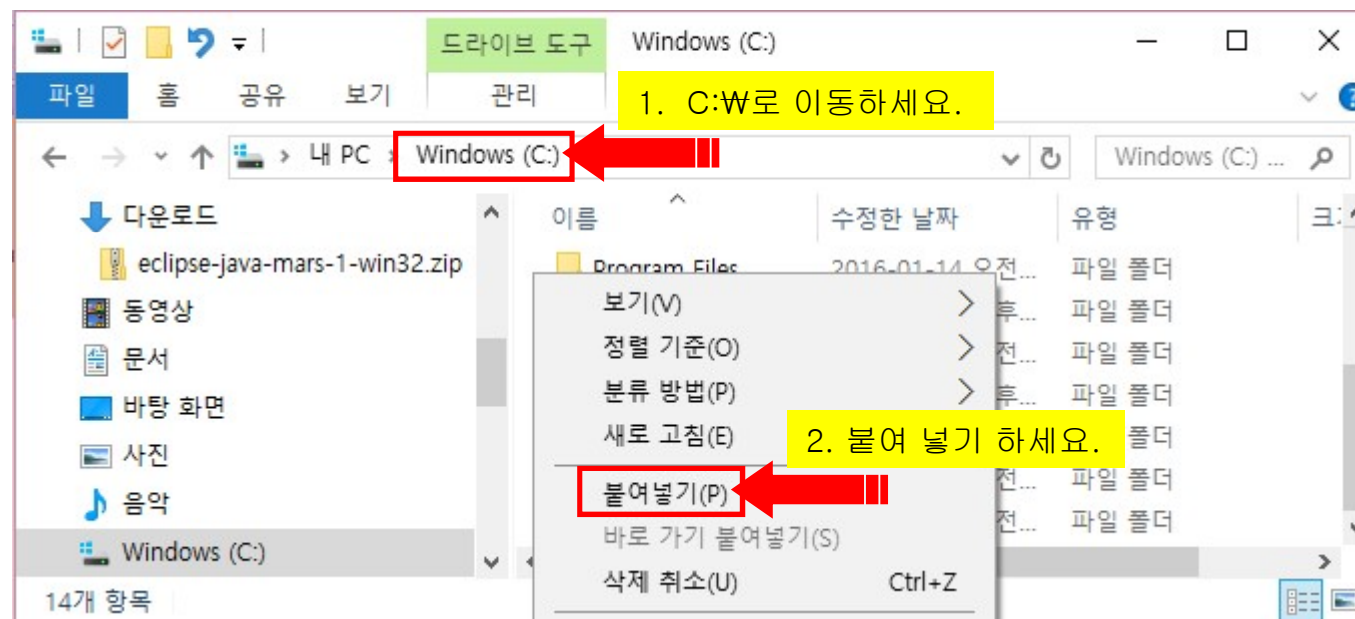 드라이브 도구 Windows (C:)
파일 홈 공유 보기 관리
1. C:₩로 이동하세요.
내 PC Windows (C:) Windows (C:) ...
다운로드
이름 수정한 날짜 유형
eclipse-java-mars-1-win32.zip
Program Files 2016-01-14 오전... 파일 폴더
동영상
보기(V) 후... 파일 폴더
문서
정렬 기준(O) 전... 파일 폴더
바탕 화면
분류 방법(P) 후... 파일 폴더
사진
새로 고침(E) 2. 붙여 넣기 하세요. 폴더
음악
붙여넣기(P) 전... 파일 폴더
바로 가기 붙여넣기(S) 전... 파일 폴더
Windows (C:)
삭제 취소(U) Ctrl+Z
14개 항목